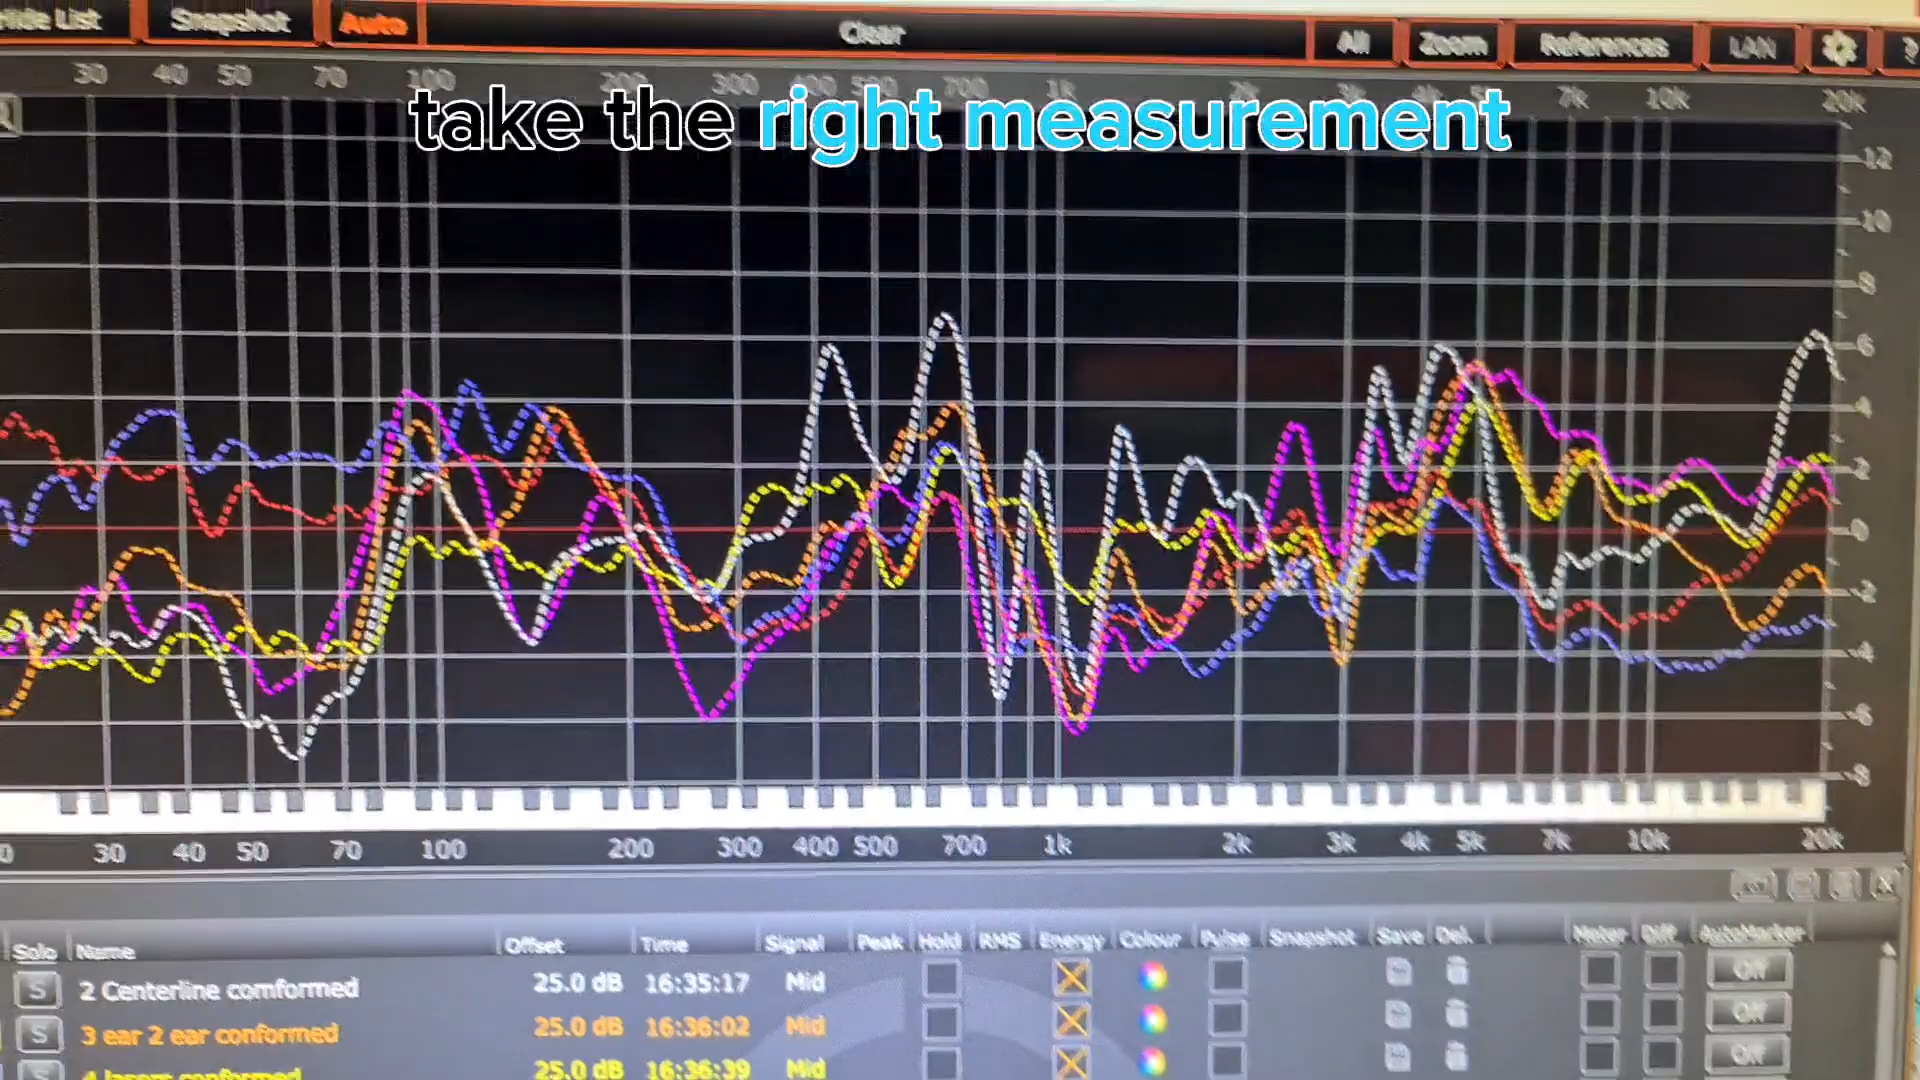 Hide List Snapshot Auto Clear All Zoom References LAN ?
30 40 50 70 100 200 300 400 500 700 1k 2k 3k 4k 5k 7k 10k 20k
take the right measurement
12
10
8
6
4
2
0
-2
-4
-6
-8
0 30 40 50 70 100 200 300 400 500 700 1k 2k 3k 4k 5k 7k 10k 20k
Solo Name Offset Time Signal Peak Hold RMS Energy Colour Pulse Snapshot Save Del. Meter Diff AutoMarker
S 2 Centerline comformed 25.0 dB 16:35:17 Mid Off
S 3 ear 2 ear conformed 25.0 dB 16:36:02 Mid Off
S 4 lasers conformed 25.0 dB 16:36:39 Mid Off